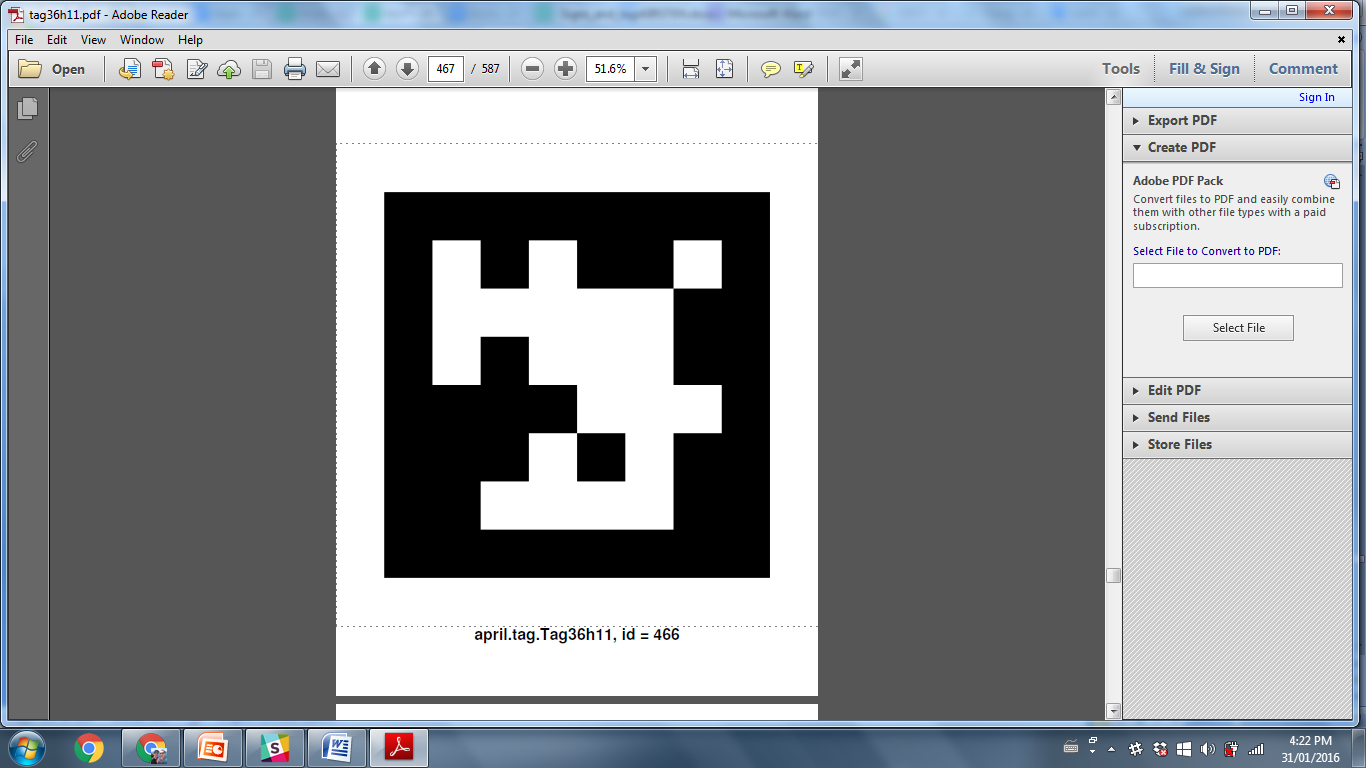 tag36h11.pdf - Adobe Reader
File Edit View Window Help
Open 467 / 587 51.6% Tools Fill & Sign Comment
Sign In
Export PDF
Create PDF
Adobe PDF Pack
Convert files to PDF and easily combine
them with other file types with a paid
subscription.
Select File to Convert to PDF:
Select File
Edit PDF
Send Files
Store Files
april.tag.Tag36h11, id = 466
4:22 PM
31/01/2016